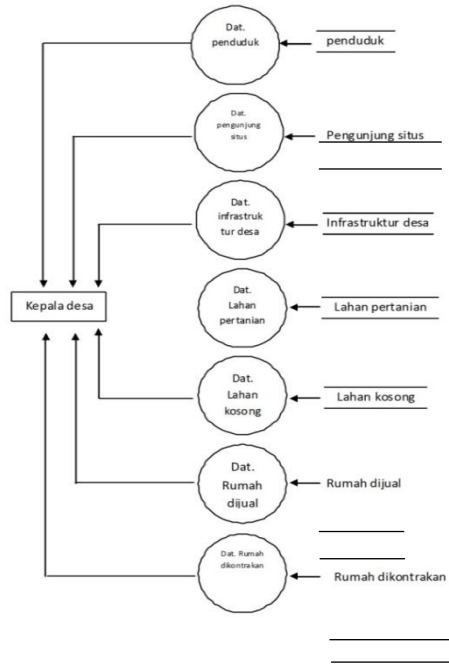 Dat.
penduduk
penduduk
Dat.
pengunjung
situs
Pengunjung situs
Dat.
infrastruk
tur desa
Infrastruktur desa
Kepala desa
Dat.
Lahan
pertanian
Lahan pertanian
Dat.
Lahan
kosong
Lahan kosong
Dat.
Rumah
dijual
Rumah dijual
Dat. Rumah
dikontrakan
Rumah dikontrakan